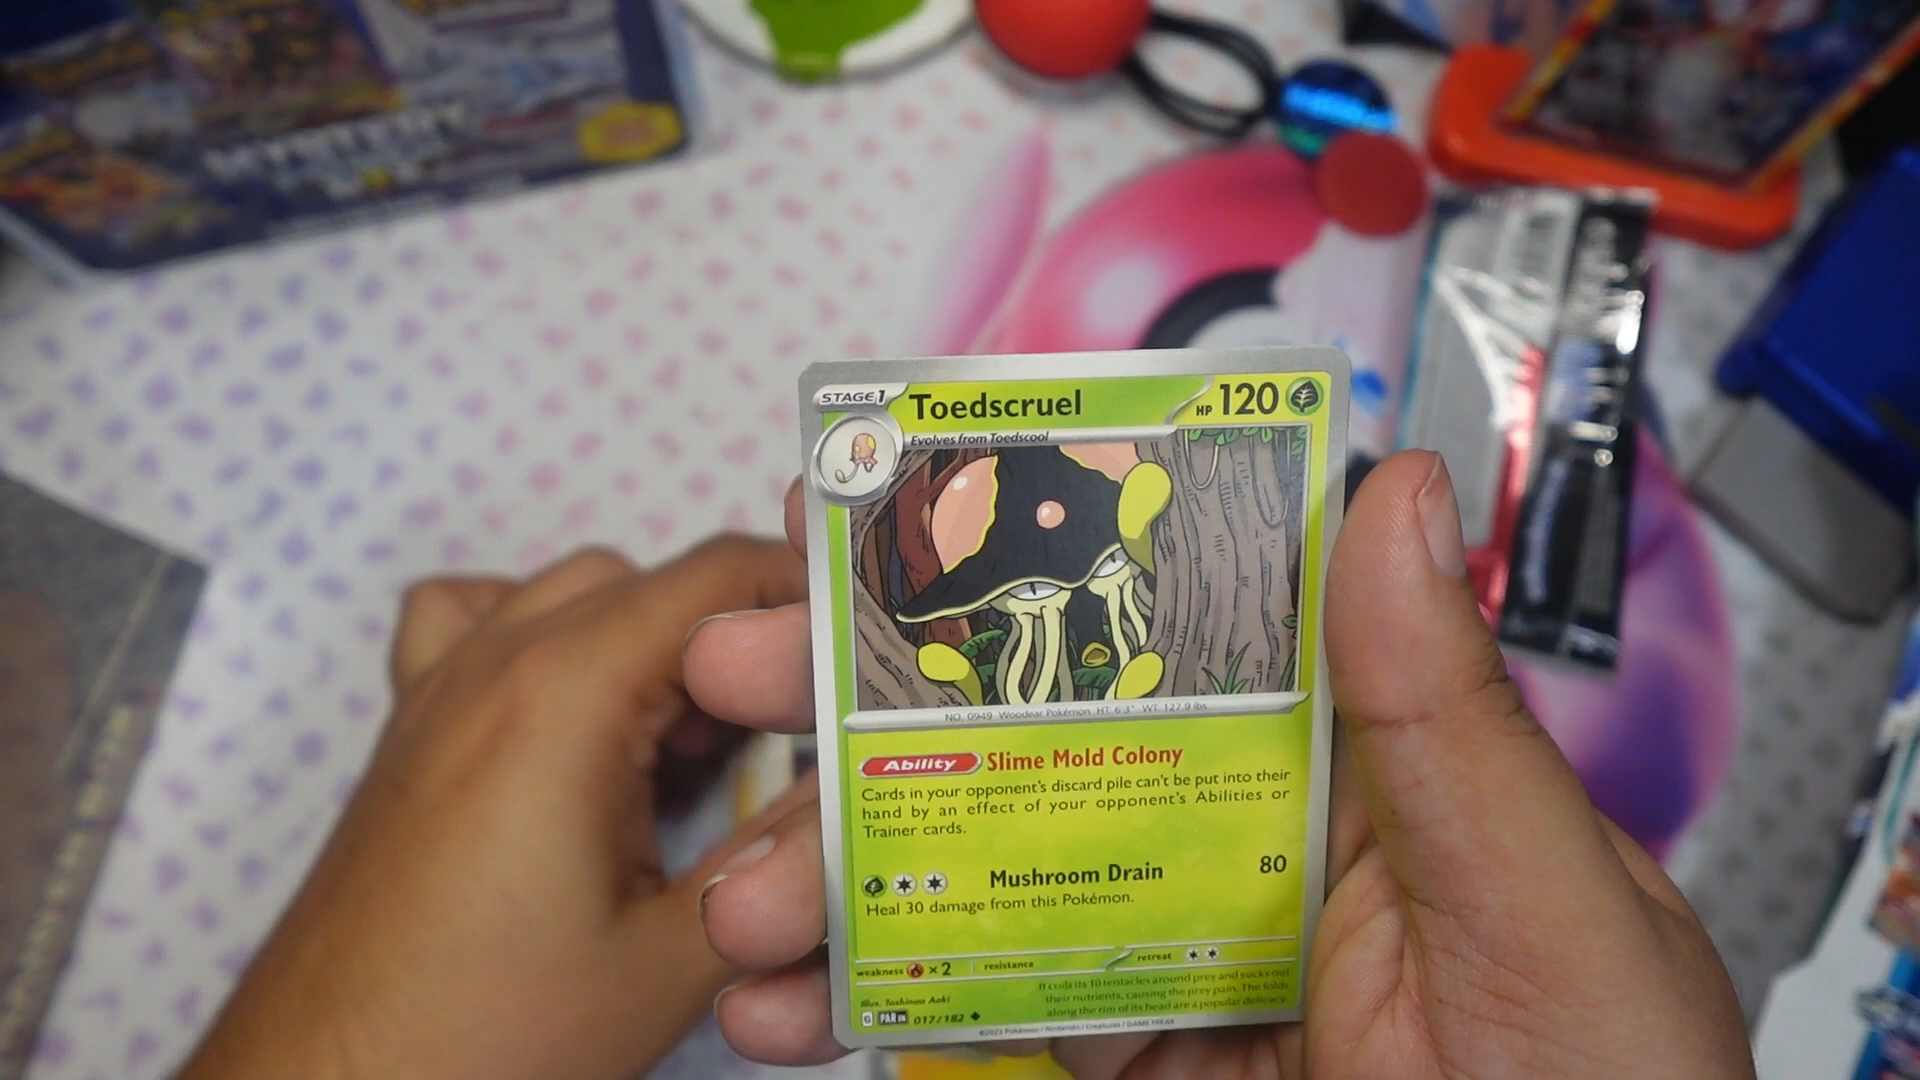 MYSTERY
STAGE 1
Toedscruel
HP 120
Evolves from Toedscool
NO. 0949 Woodear Pokémon HT: 6'3" WT: 127.9 lbs.
Ability Slime Mold Colony
Cards in your opponent's discard pile can't be put into their
hand by an effect of your opponent's Abilities or
Trainer cards.
Mushroom Drain 80
Heal 30 damage from this Pokémon.
weakness ×2 resistance retreat
Illus. Toshinao Aoki
G PAR EN 017/182
It coils its 10 tentacles around prey and sucks out
their nutrients, causing the prey pain. The folds
along the rim of its head are a popular delicacy.
©2023 Pokémon / Nintendo / Creatures / GAME FREAK